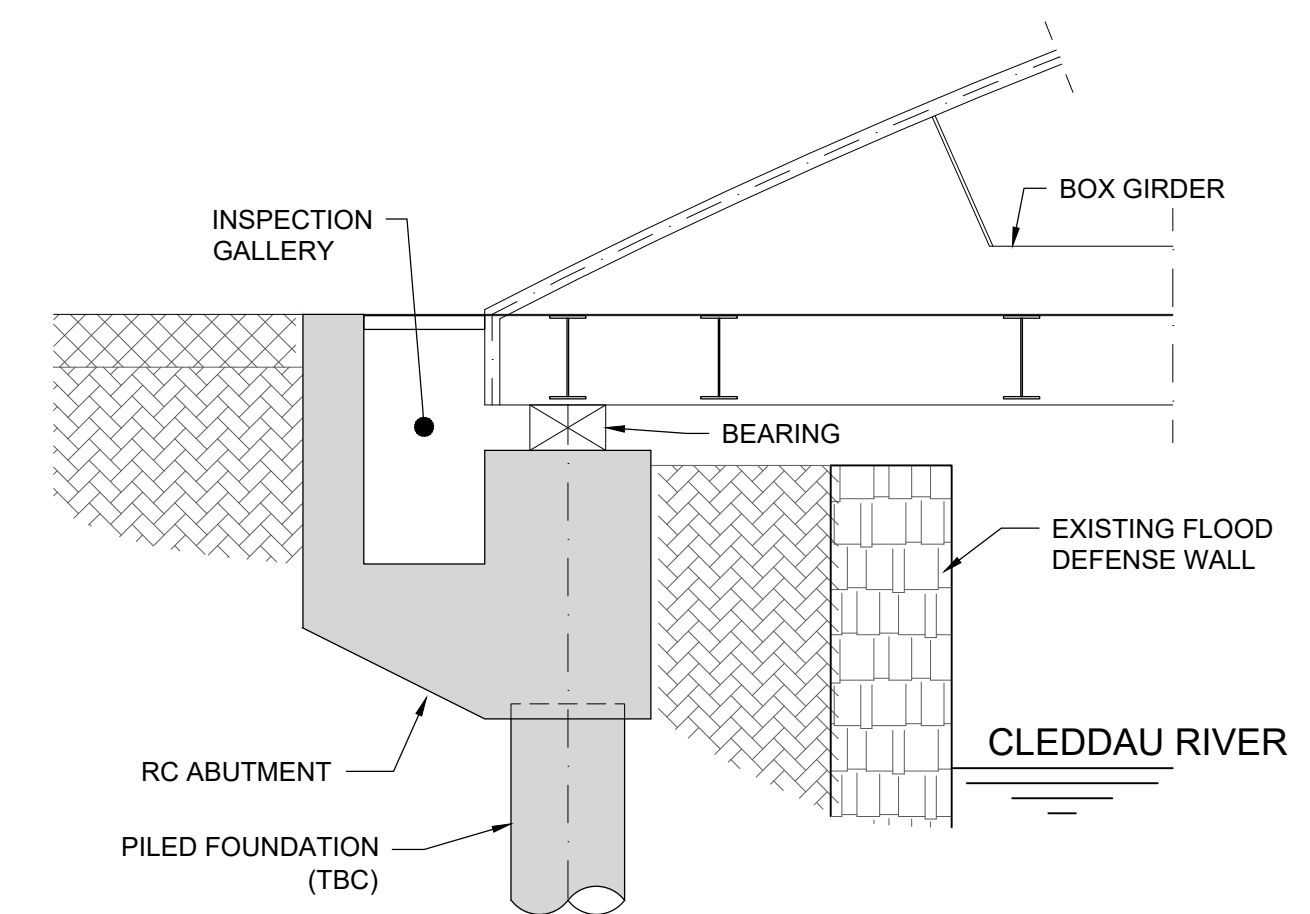 BOX GIRDER
INSPECTION
GALLERY
BEARING
EXISTING FLOOD
DEFENSE WALL
CLEDDAU RIVER
RC ABUTMENT
PILED FOUNDATION
(TBC)